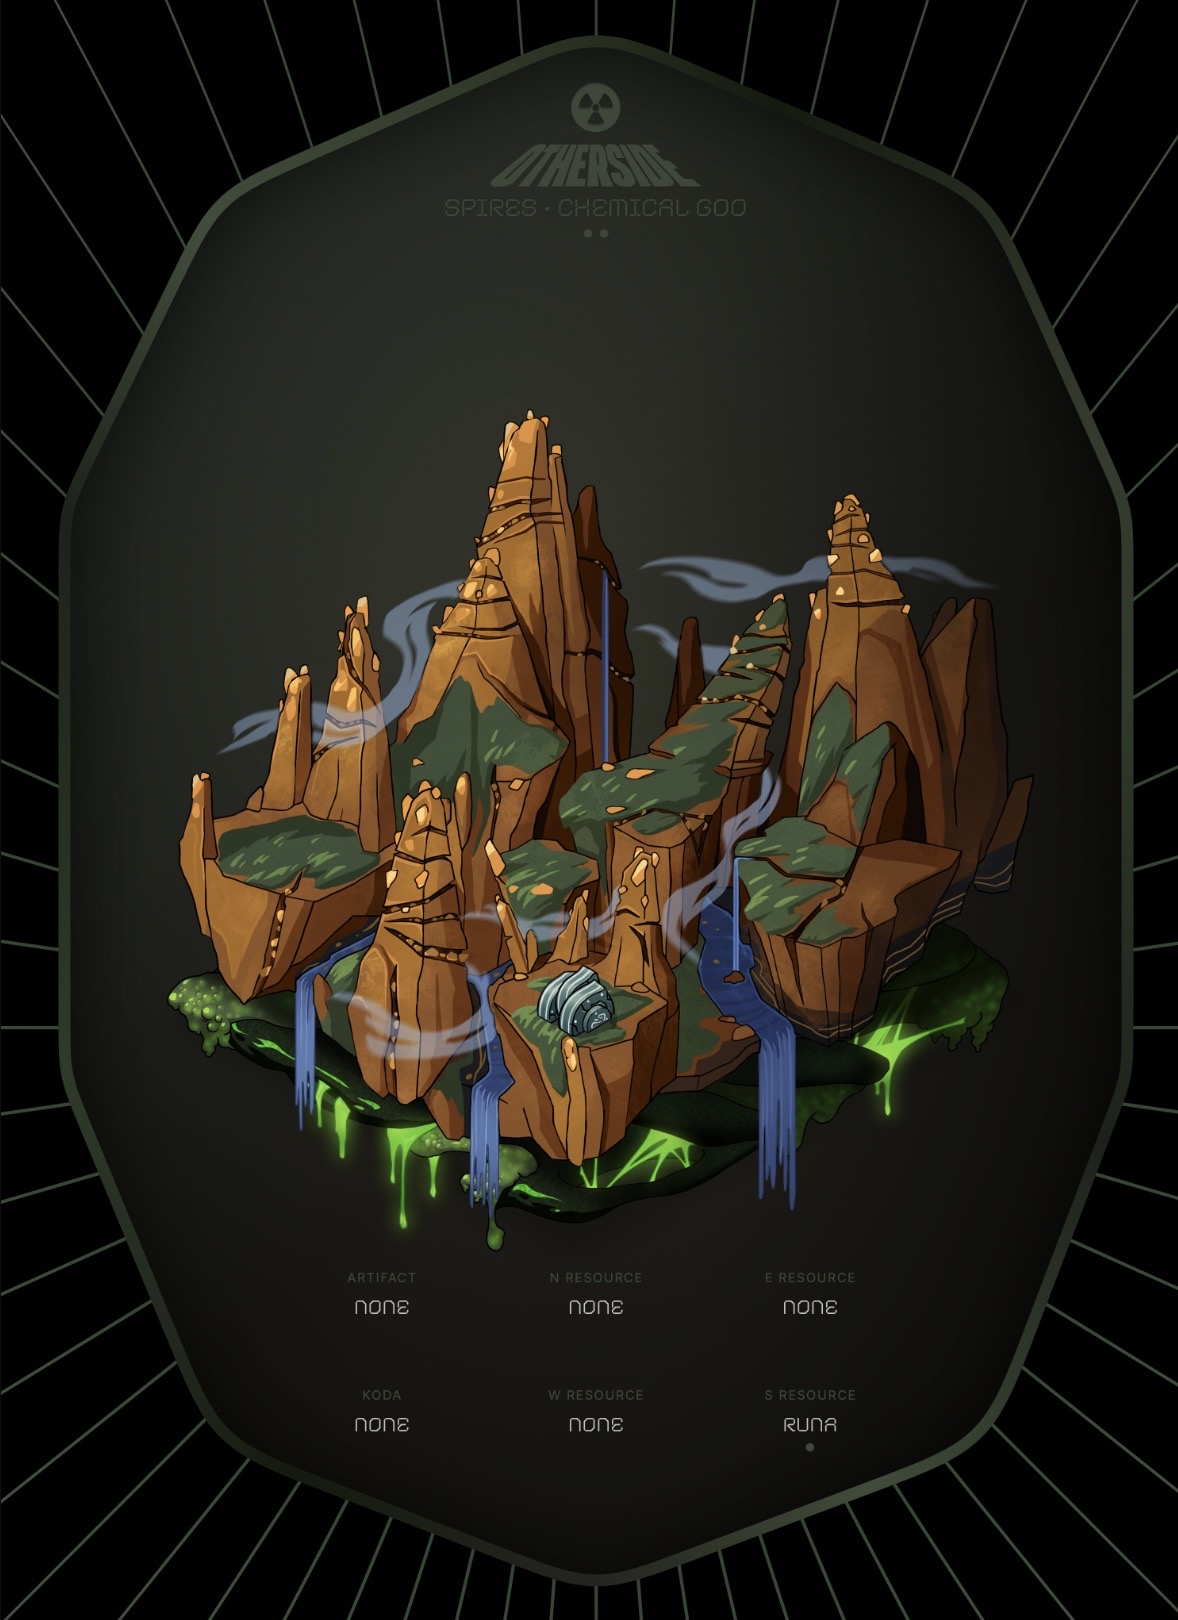 OTHERSIDE
SPIRES · CHEMICAL GOO
ARTIFACT
NONE
N RESOURCE
NONE
E RESOURCE
NONE
KODA
NONE
W RESOURCE
NONE
S RESOURCE
RUNA